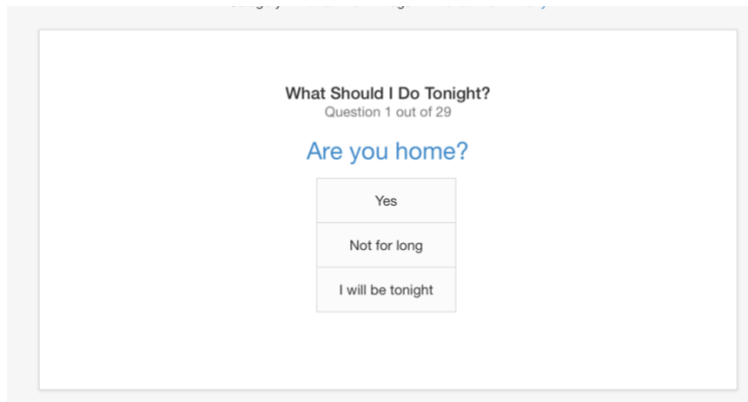 What Should I Do Tonight?
Question 1 out of 29
Are you home?
Yes
Not for long
I will be tonight